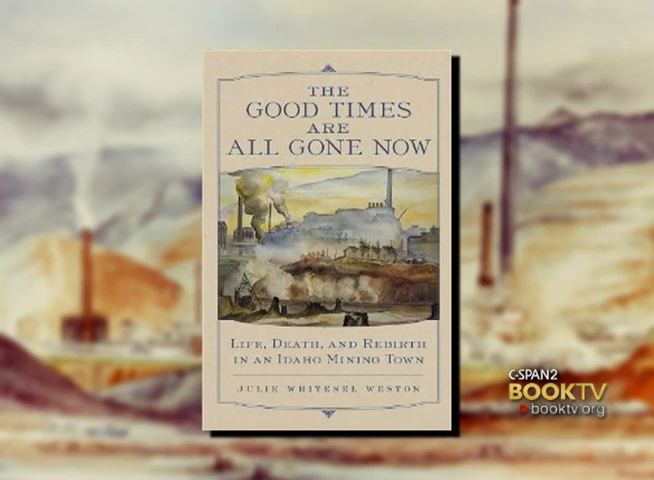 THE
GOOD TIMES
ARE
ALL GONE NOW
LIFE, DEATH, AND REBIRTH
IN AN IDAHO MINING TOWN
JULIE WHITESEL WESTON
C-SPAN2
BOOKTV
booktv.org